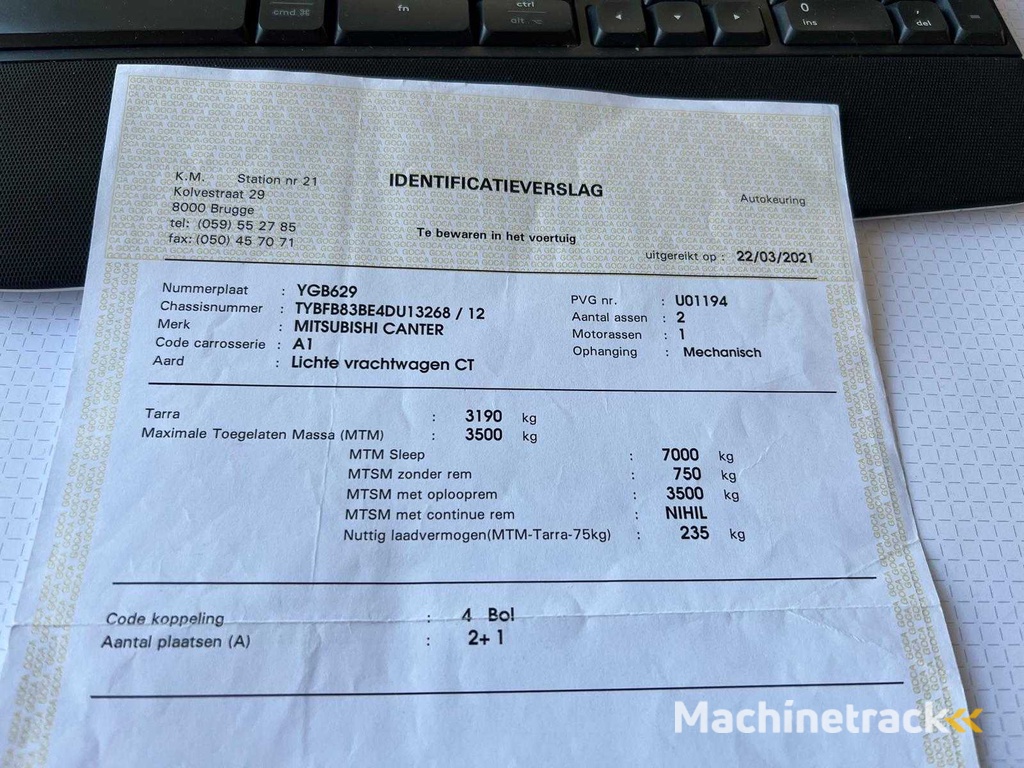 cmd ⌘
fn
ctrl
alt
0
ins
,
del
=
K.M. Station nr 21
Kolvestraat 29
8000 Brugge
tel: (059) 55 27 85
fax: (050) 45 70 71
IDENTIFICATIEVERSLAG
Te bewaren in het voertuig
Autokeuring
uitgereikt op : 22/03/2021
Nummerplaat : YGB629
Chassisnummer : TYBFB83BE4DU13268 / 12
Merk : MITSUBISHI CANTER
Code carrosserie : A1
Aard : Lichte vrachtwagen CT
PVG nr. : U01194
Aantal assen : 2
Motorassen : 1
Ophanging : Mechanisch
Tarra : 3190 kg
Maximale Toegelaten Massa (MTM) : 3500 kg
MTM Sleep : 7000 kg
MTSM zonder rem : 750 kg
MTSM met oplooprem : 3500 kg
MTSM met continue rem : NIHIL
Nuttig laadvermogen(MTM-Tarra-75kg) : 235 kg
Code koppeling : 4 Bol
Aantal plaatsen (A) : 2+ 1
Machinetrack